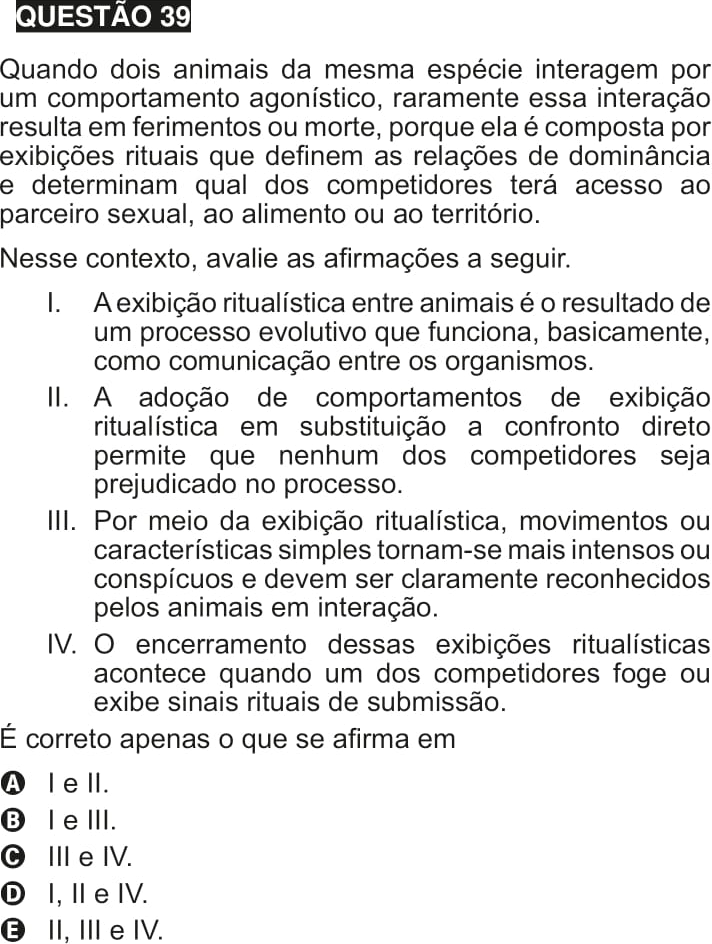 QUESTÃO 39
Quando dois animais da mesma espécie interagem por
um comportamento agonístico, raramente essa interação
resulta em ferimentos ou morte, porque ela é composta por
exibições rituais que definem as relações de dominância
e determinam qual dos competidores terá acesso ao
parceiro sexual, ao alimento ou ao território.
Nesse contexto, avalie as afirmações a seguir.
I. A exibição ritualística entre animais é o resultado de
um processo evolutivo que funciona, basicamente,
como comunicação entre os organismos.
II. A adoção de comportamentos de exibição
ritualística em substituição a confronto direto
permite que nenhum dos competidores seja
prejudicado no processo.
III. Por meio da exibição ritualística, movimentos ou
características simples tornam-se mais intensos ou
conspícuos e devem ser claramente reconhecidos
pelos animais em interação.
IV. O encerramento dessas exibições ritualísticas
acontece quando um dos competidores foge ou
exibe sinais rituais de submissão.
É correto apenas o que se afirma em
A I e II.
B I e III.
C III e IV.
D I, II e IV.
E II, III e IV.